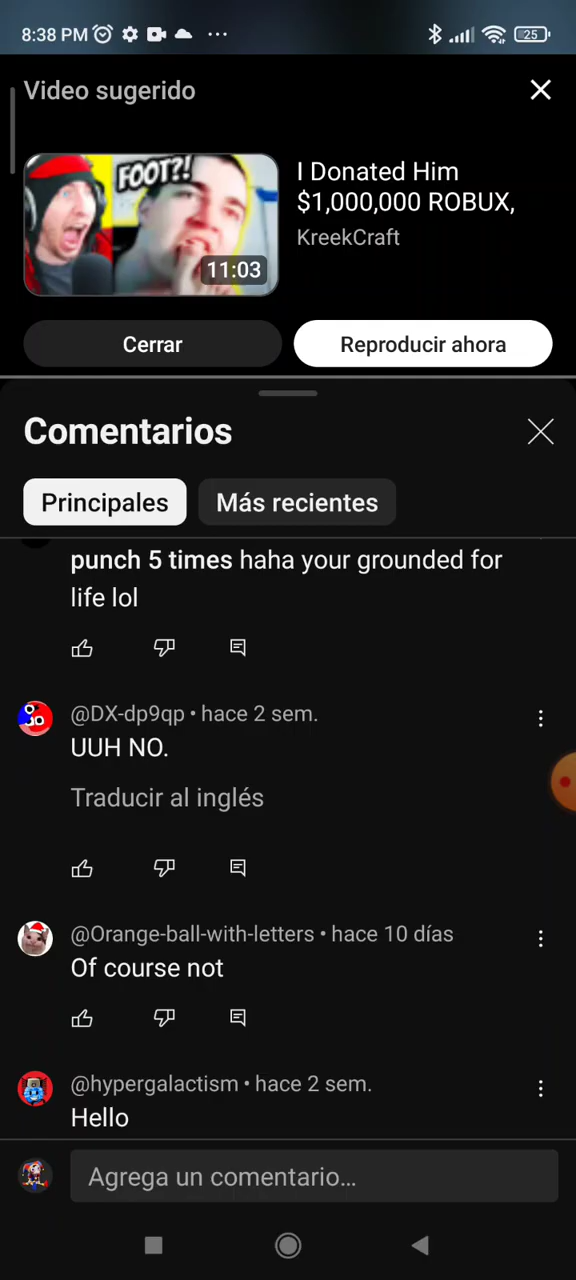 8:38 PM
25
Video sugerido
FOOT?!
11:03
I Donated Him
$1,000,000 ROBUX,
KreekCraft
Cerrar
Reproducir ahora
Comentarios
Principales
Más recientes
punch 5 times haha your grounded for
life lol
@DX-dp9qp • hace 2 sem.
UUH NO.
Traducir al inglés
@Orange-ball-with-letters • hace 10 días
Of course not
@hypergalactism • hace 2 sem.
Hello
Agrega un comentario...